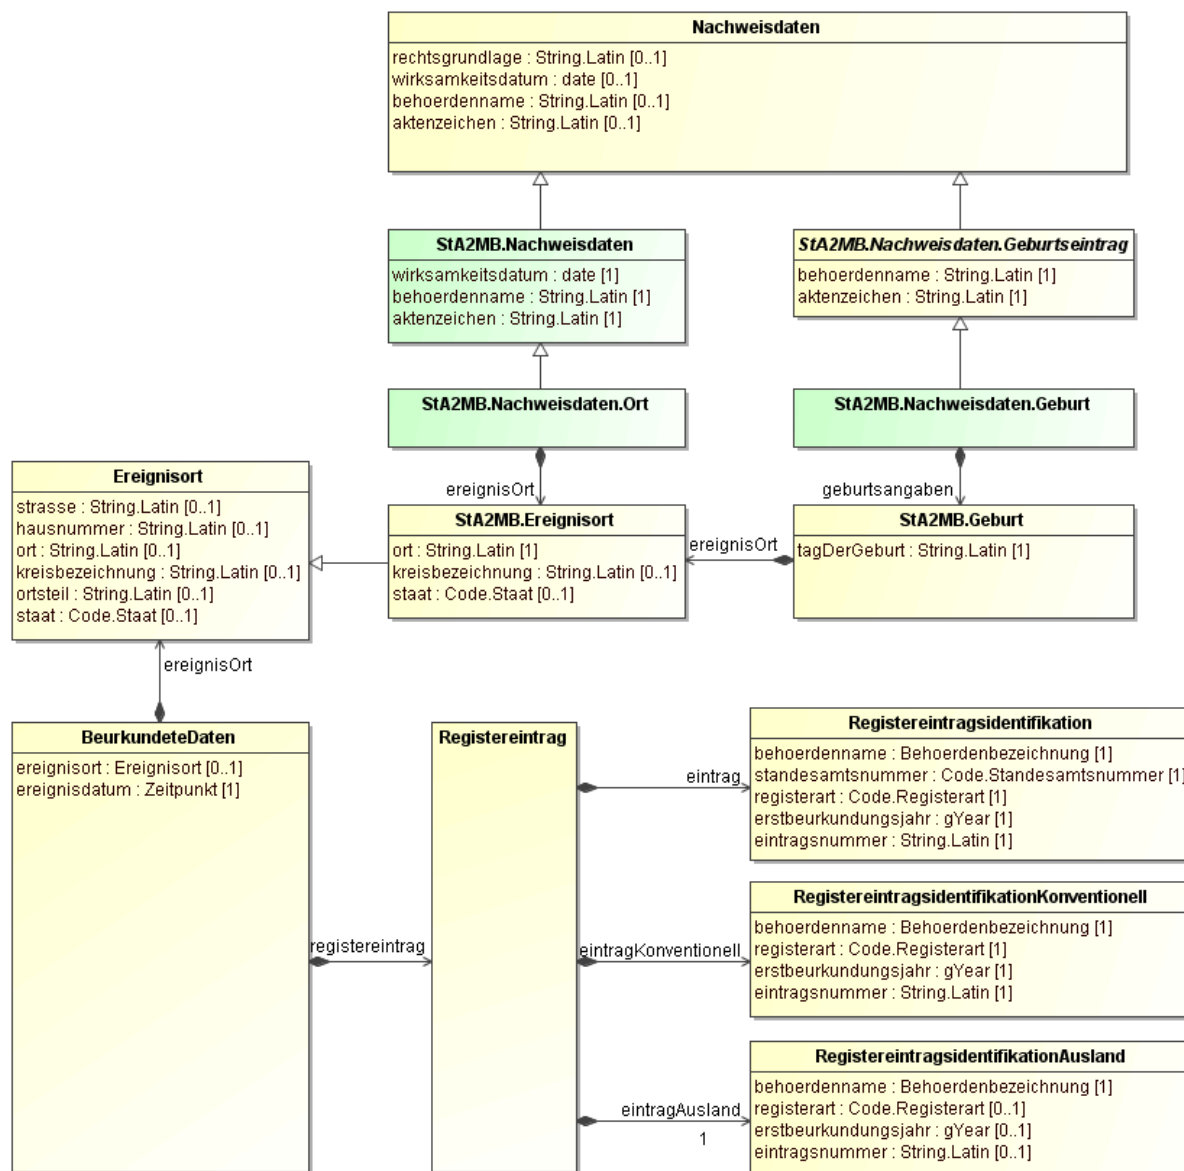 Nachweisdaten
rechtsgrundlage : String.Latin [0..1]
wirksamkeitsdatum : date [0..1]
behoerdenname : String.Latin [0..1]
aktenzeichen : String.Latin [0..1]
StA2MB.Nachweisdaten
wirksamkeitsdatum : date [1]
behoerdenname : String.Latin [1]
aktenzeichen : String.Latin [1]
StA2MB.Nachweisdaten.Geburtseintrag
behoerdenname : String.Latin [1]
aktenzeichen : String.Latin [1]
StA2MB.Nachweisdaten.Ort
StA2MB.Nachweisdaten.Geburt
ereignisOrt
geburtsangaben
Ereignisort
strasse : String.Latin [0..1]
hausnummer : String.Latin [0..1]
ort : String.Latin [0..1]
kreisbezeichnung : String.Latin [0..1]
ortsteil : String.Latin [0..1]
staat : Code.Staat [0..1]
StA2MB.Ereignisort
ort : String.Latin [1]
kreisbezeichnung : String.Latin [0..1]
staat : Code.Staat [0..1]
ereignisOrt
StA2MB.Geburt
tagDerGeburt : String.Latin [1]
ereignisOrt
BeurkundeteDaten
ereignisort : Ereignisort [0..1]
ereignisdatum : Zeitpunkt [1]
registereintrag
Registereintrag
eintrag
Registereintragsidentifikation
behoerdenname : Behoerdenbezeichnung [1]
standesamtsnummer : Code.Standesamtsnummer [1]
registerart : Code.Registerart [1]
erstbeurkundungsjahr : gYear [1]
eintragsnummer : String.Latin [1]
eintragKonventionell
RegistereintragsidentifikationKonventionell
behoerdenname : Behoerdenbezeichnung [1]
registerart : Code.Registerart [1]
erstbeurkundungsjahr : gYear [1]
eintragsnummer : String.Latin [1]
eintragAusland
1
RegistereintragsidentifikationAusland
behoerdenname : Behoerdenbezeichnung [1]
registerart : Code.Registerart [0..1]
erstbeurkundungsjahr : gYear [0..1]
eintragsnummer : String.Latin [0..1]